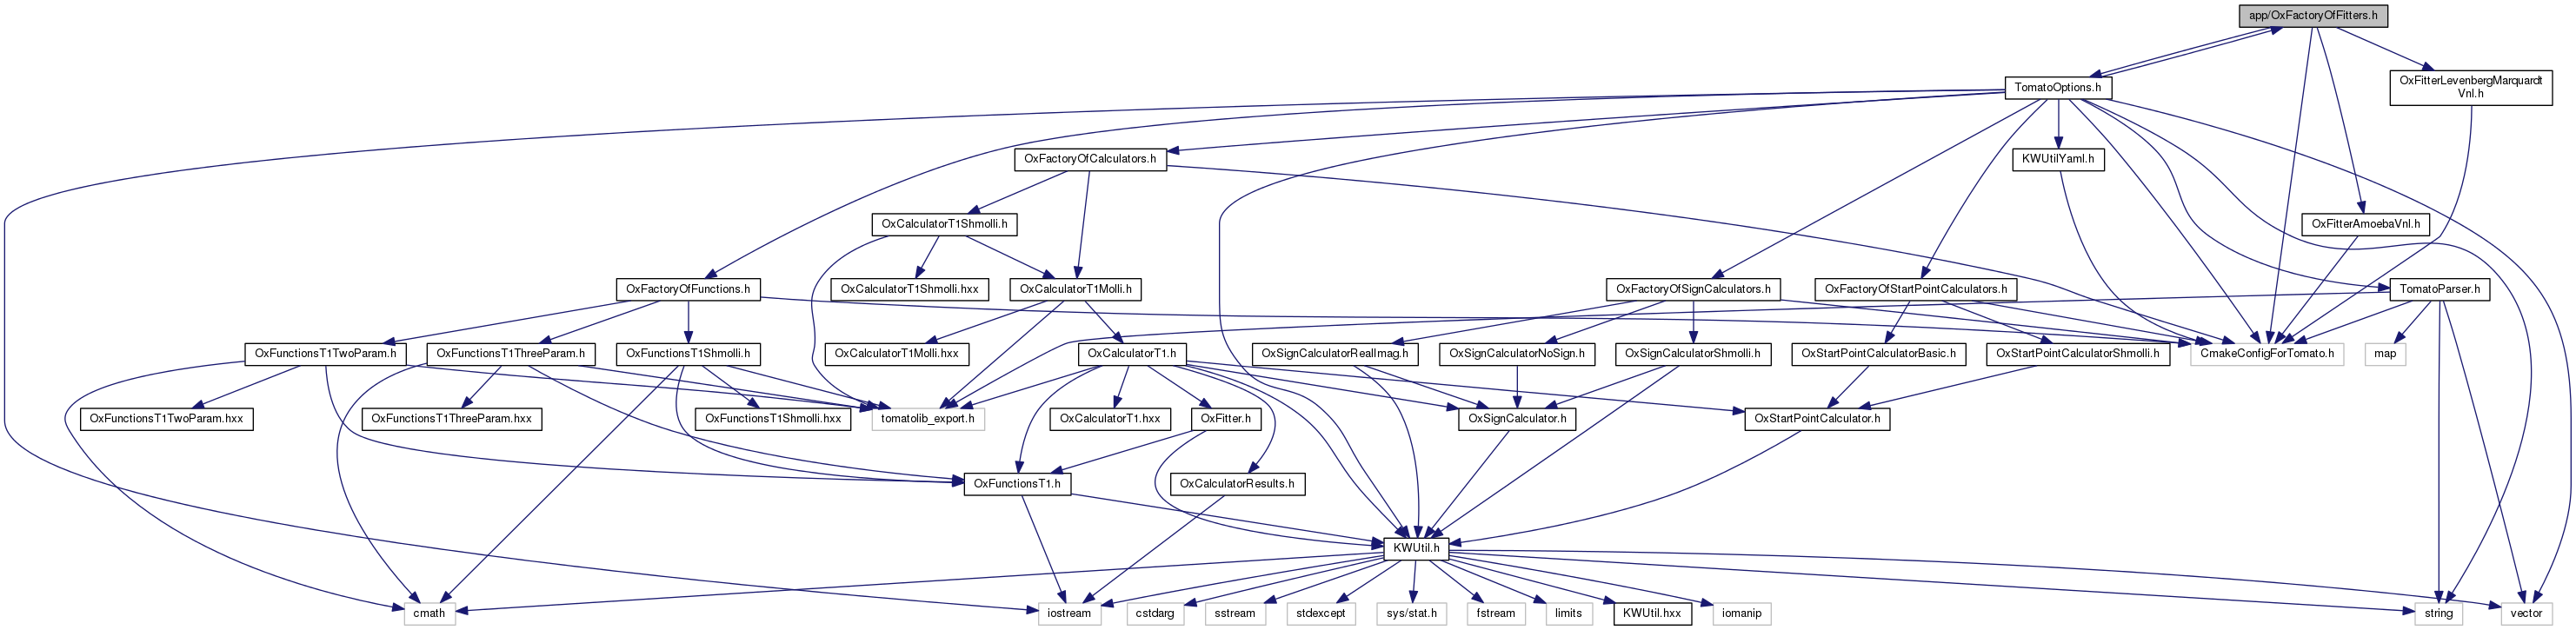 app/OxFactoryOfFitters.h
TomatoOptions.h
OxFitterLevenbergMarquardt
Vnl.h
OxFactoryOfCalculators.h
KWUtilYaml.h
OxCalculatorT1Shmolli.h
OxFitterAmoebaVnl.h
OxFactoryOfFunctions.h
OxCalculatorT1Shmolli.hxx
OxCalculatorT1Molli.h
OxFactoryOfSignCalculators.h
OxFactoryOfStartPointCalculators.h
TomatoParser.h
OxFunctionsT1TwoParam.h
OxFunctionsT1ThreeParam.h
OxFunctionsT1Shmolli.h
OxCalculatorT1Molli.hxx
OxCalculatorT1.h
OxSignCalculatorRealImag.h
OxSignCalculatorNoSign.h
OxSignCalculatorShmolli.h
OxStartPointCalculatorBasic.h
OxStartPointCalculatorShmolli.h
CmakeConfigForTomato.h
map
OxFunctionsT1TwoParam.hxx
OxFunctionsT1ThreeParam.hxx
OxFunctionsT1Shmolli.hxx
tomatolib_export.h
OxCalculatorT1.hxx
OxFitter.h
OxSignCalculator.h
OxStartPointCalculator.h
OxFunctionsT1.h
OxCalculatorResults.h
KWUtil.h
cmath
iostream
cstdarg
sstream
stdexcept
sys/stat.h
fstream
limits
KWUtil.hxx
iomanip
string
vector